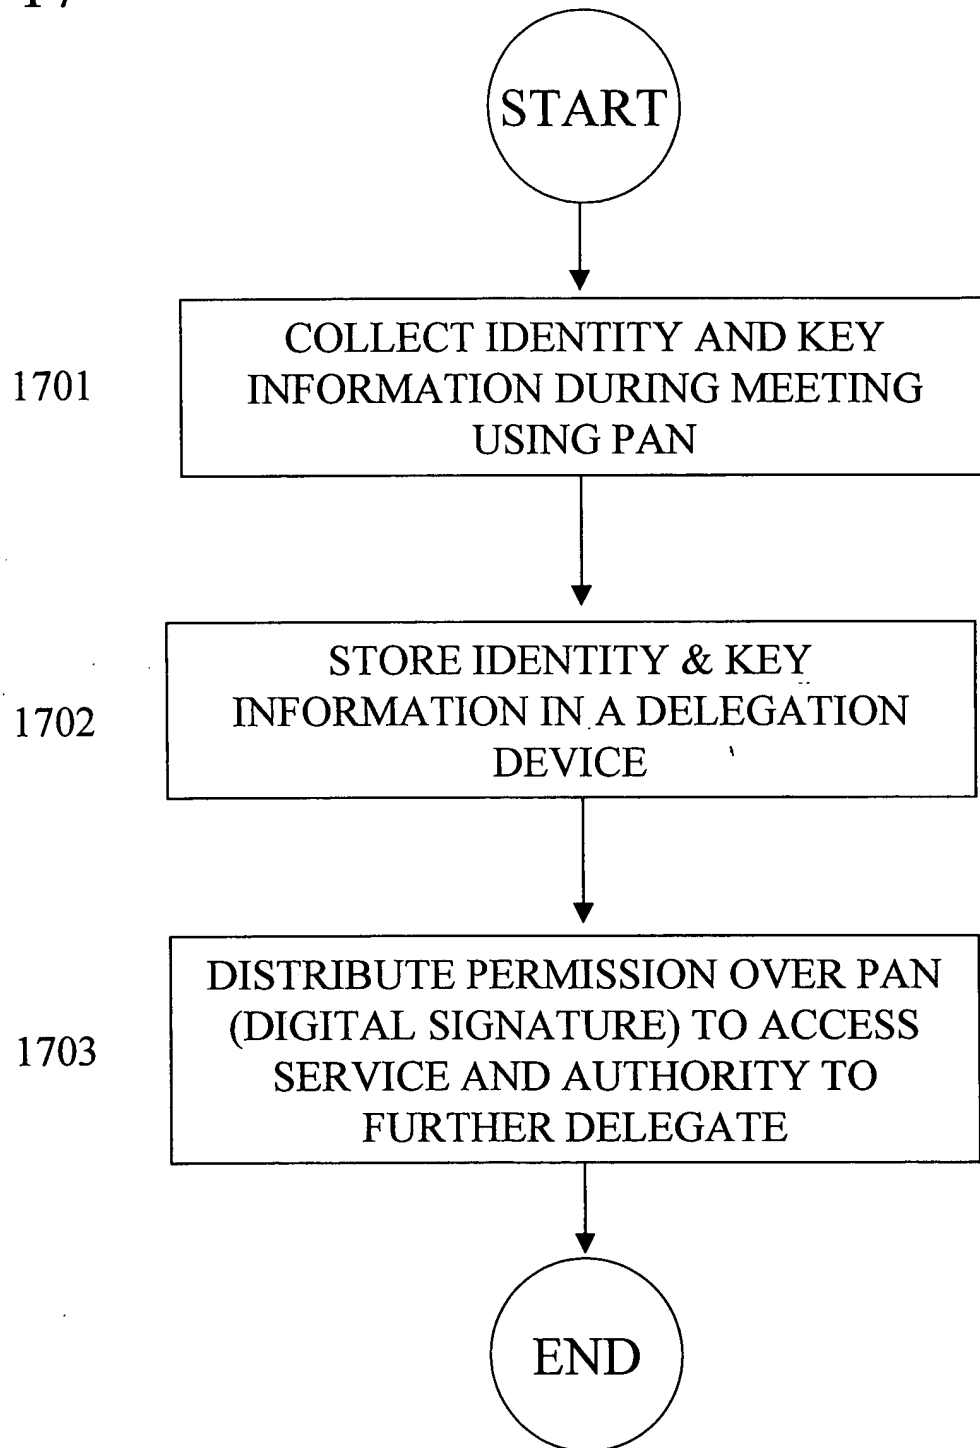 17
START
COLLECT IDENTITY AND KEY
1701
INFORMATION DURING MEETING
USING PAN
STORE IDENTITY & KEY
1702
INFORMATION IN A DELEGATION
DEVICE
DISTRIBUTE PERMISSION OVER PAN
(DIGITAL SIGNATURE) TO ACCESS
1703
SERVICE AND AUTHORITY TO
FURTHER DELEGATE
END